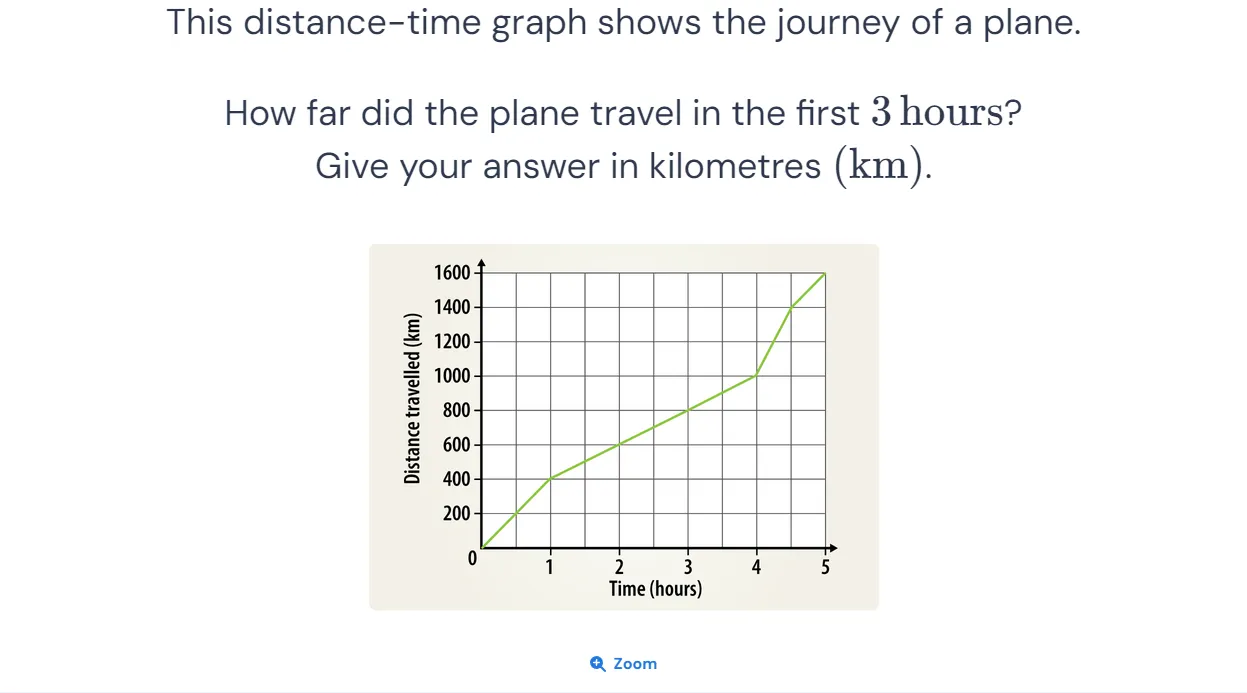 This distance-time graph shows the journey of a plane.
How far did the plane travel in the first 3 hours?
Give your answer in kilometres (km).
1600
1400
1200
1000
800
600
400
200
0
Distance travelled (km)
1 2 3 4 5
Time (hours)
Zoom